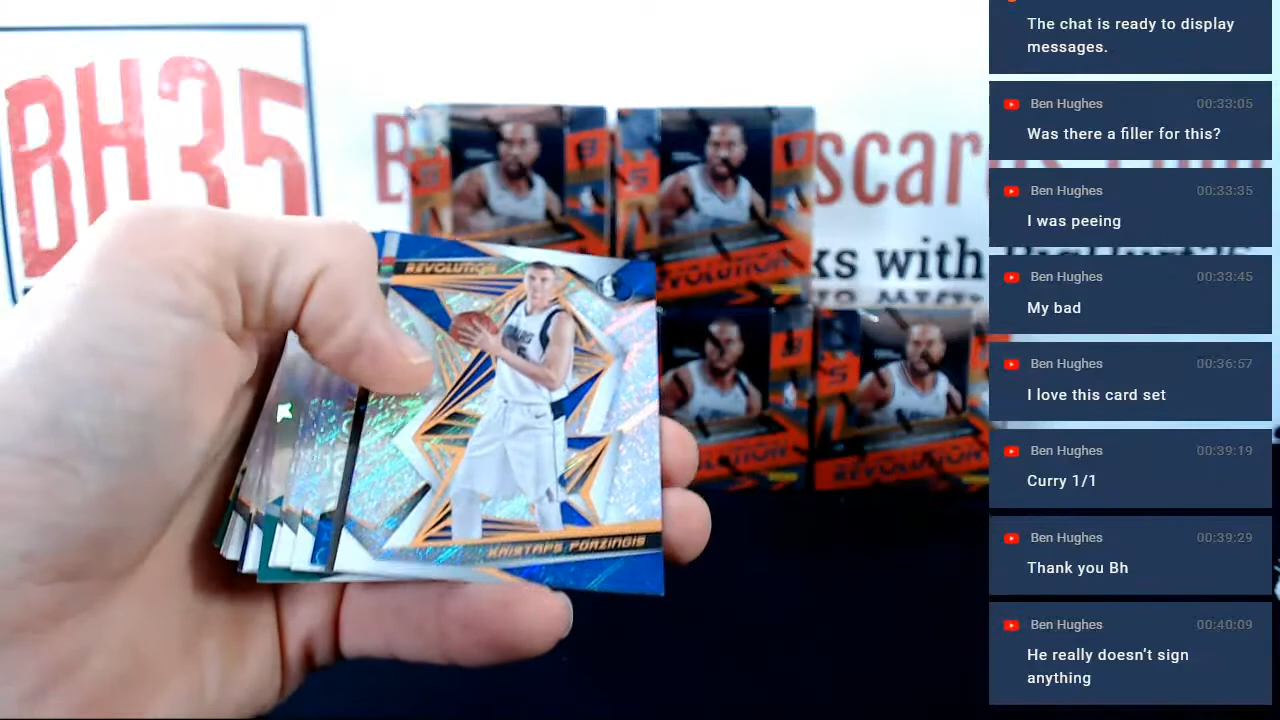 BH35
scar
ks with
REVOLUTION
REVOLUTION
REVOLUTION
KRISTAPS PORZINGIS
The chat is ready to display
messages.
Ben Hughes 00:33:05
Was there a filler for this?
Ben Hughes 00:33:35
I was peeing
Ben Hughes 00:33:45
My bad
Ben Hughes 00:36:57
I love this card set
Ben Hughes 00:39:19
Curry 1/1
Ben Hughes 00:39:29
Thank you Bh
Ben Hughes 00:40:09
He really doesn't sign
anything